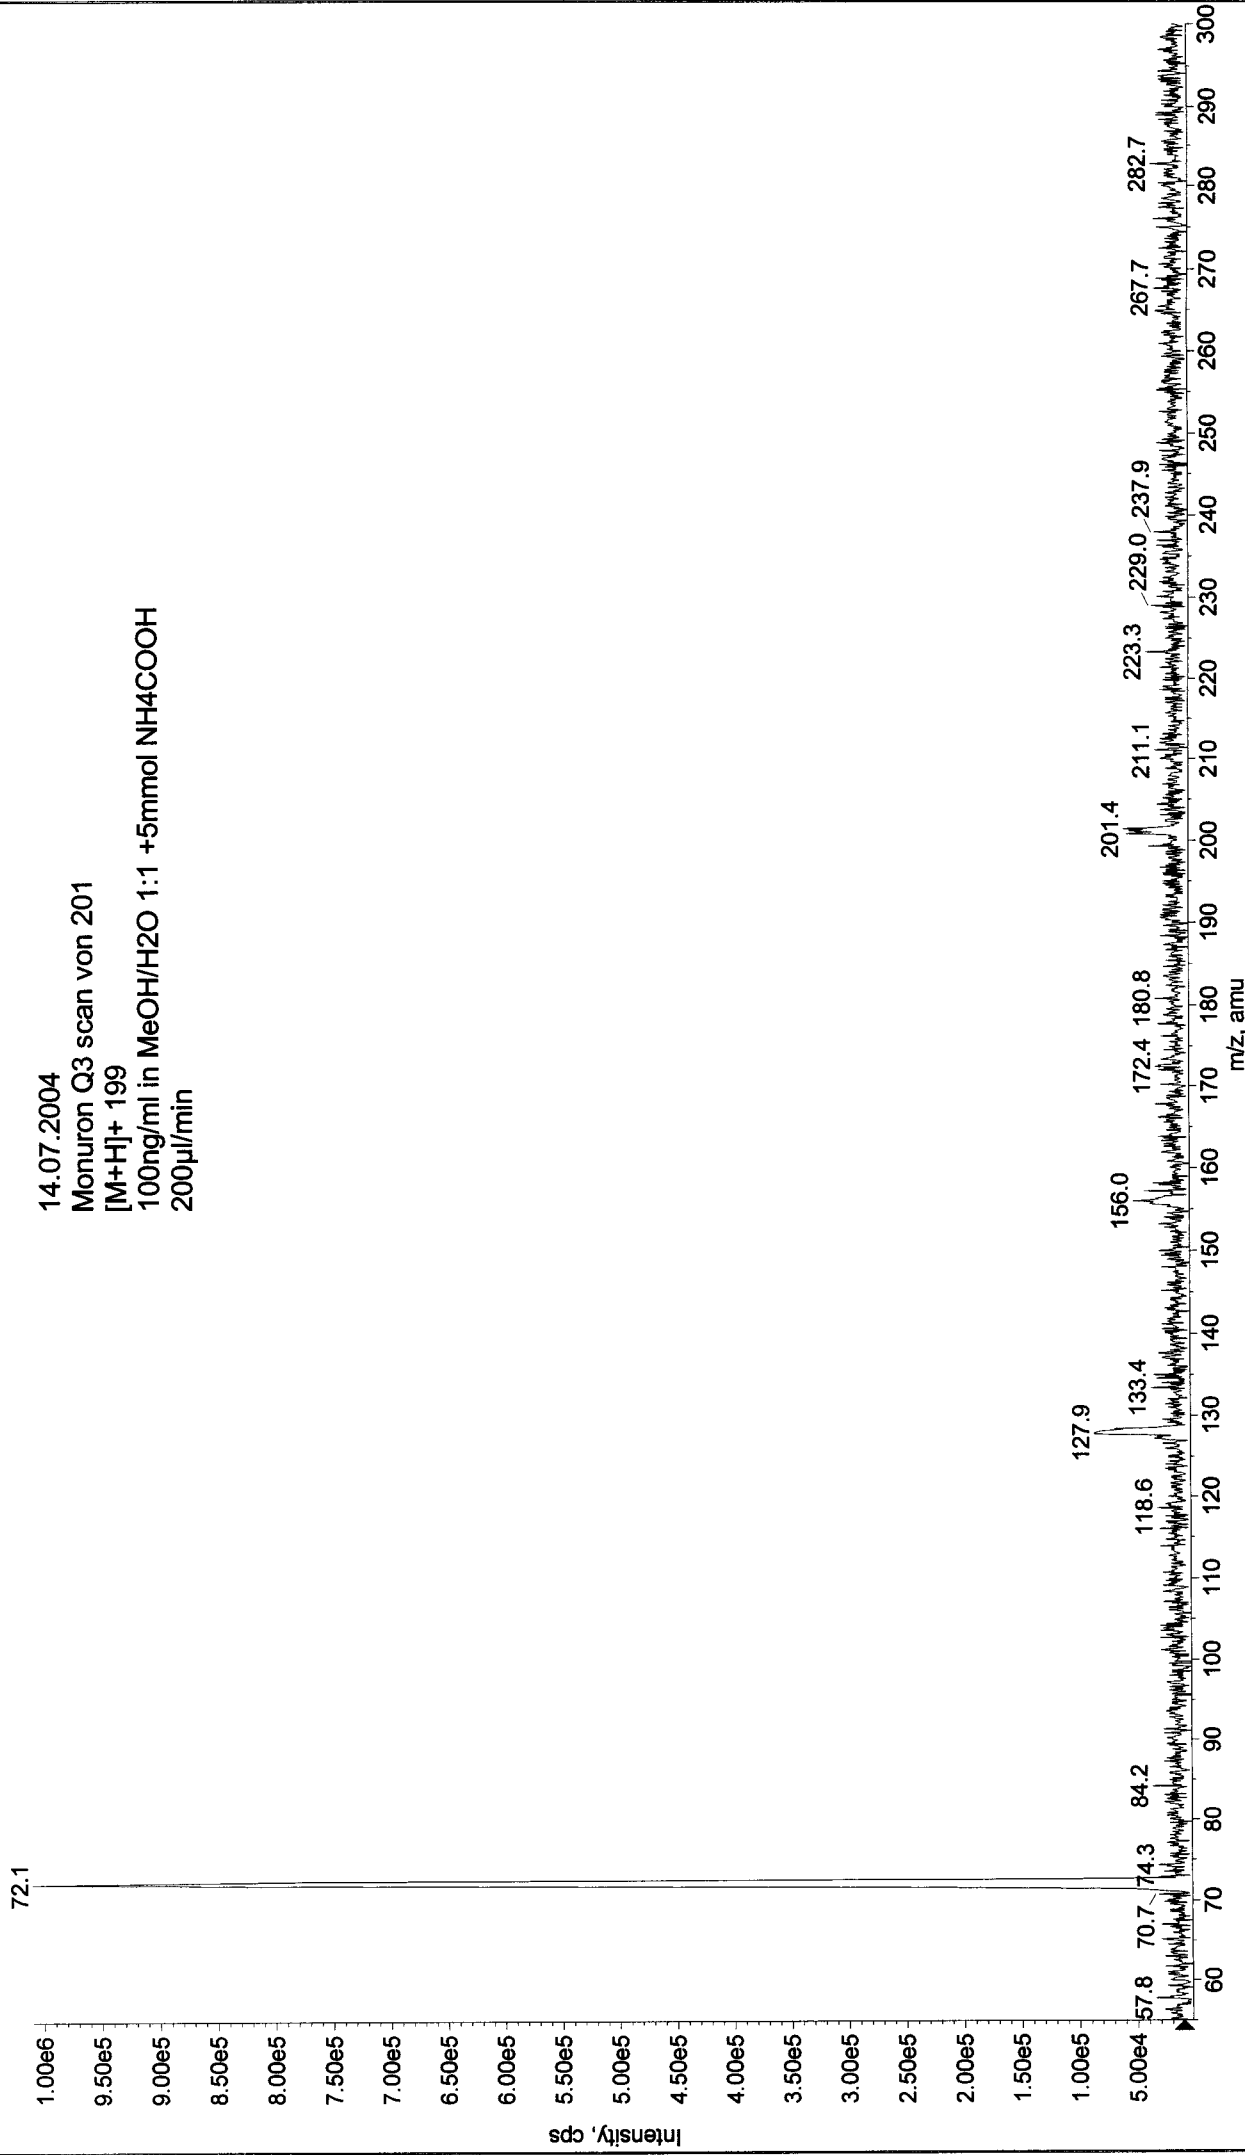 14.07.2004
Monuron Q3 scan von 201
[M+H]+ 199
100ng/ml in MeOH/H2O 1:1 +5mmol NH4COOH
200µl/min
72.1
1.00e6
9.50e5
9.00e5
8.50e5
8.00e5
7.50e5
7.00e5
6.50e5
6.00e5
5.50e5
5.00e5
4.50e5
4.00e5
3.50e5
3.00e5
2.50e5
2.00e5
1.50e5
1.00e5
5.00e4
Intensity, cps
57.8
70.7
74.3
84.2
118.6
127.9
133.4
156.0
172.4
180.8
201.4
211.1
223.3
229.0
237.9
267.7
282.7
60 70 80 90 100 110 120 130 140 150 160 170 180 190 200 210 220 230 240 250 260 270 280 290 300
m/z, amu